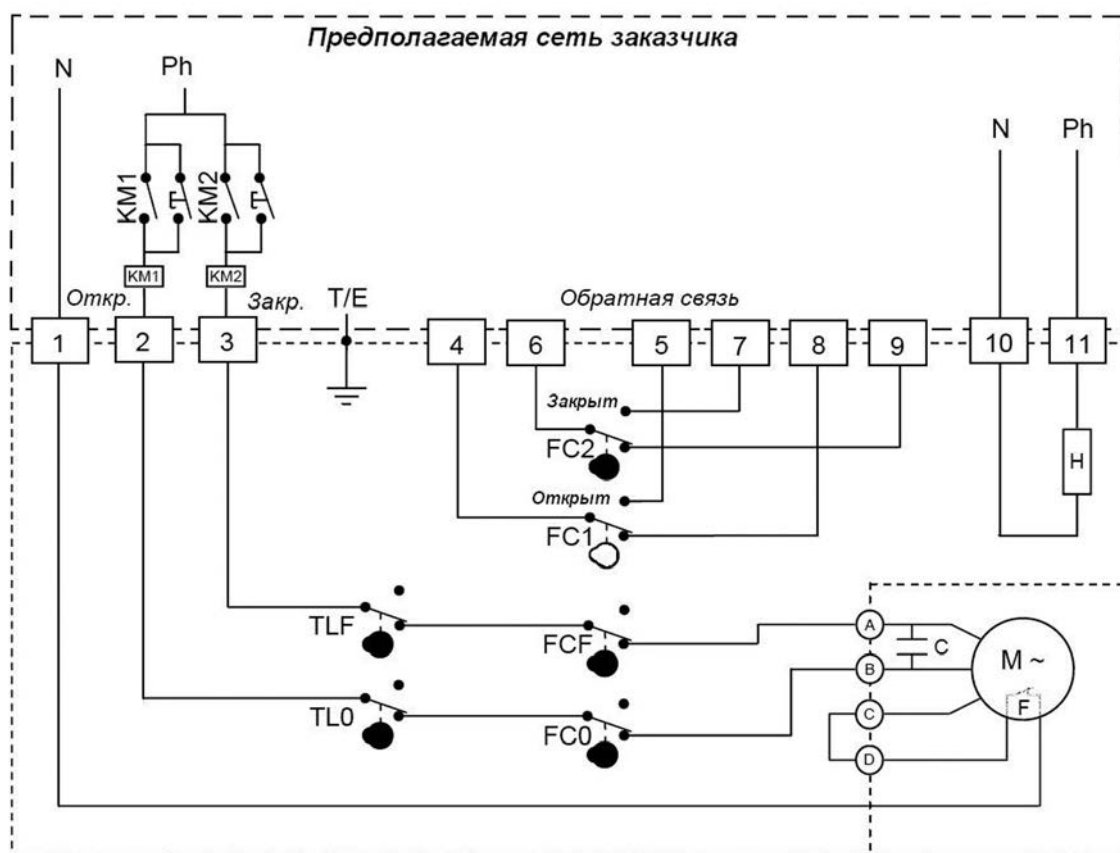 Предполагаемая сеть заказчика
N Ph
N Ph
KM1 KM2
KM1 KM2
Откр. Закр. T/E Обратная связь
1 2 3 4 6 5 7 8 9 10 11
Закрыт
FC2
H
Открыт
FC1
TLF FCF A C
M ~
B
F
TL0 FC0 C
D